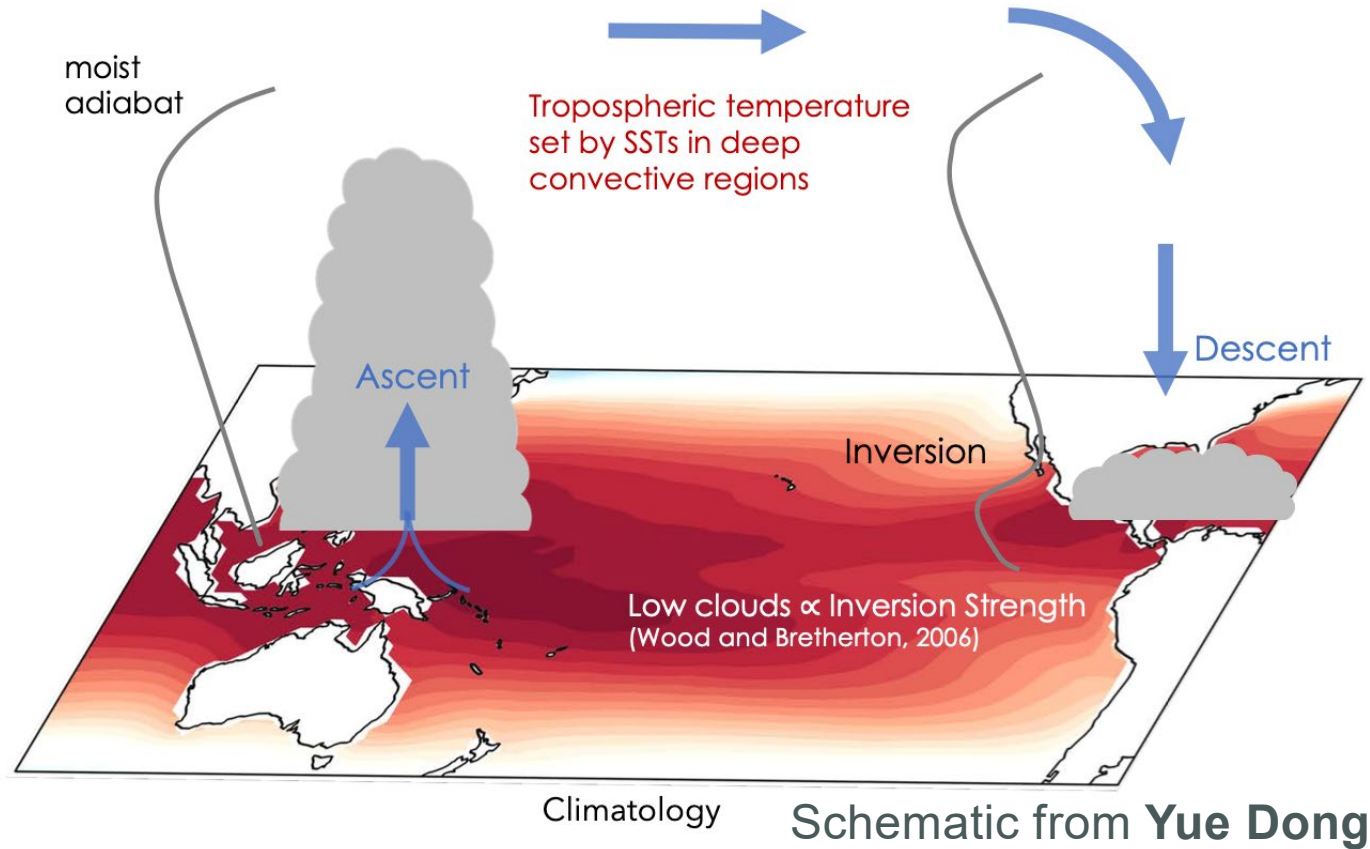 moist
adiabat
Tropospheric temperature
set by SSTs in deep
convective regions
Ascent
Descent
Inversion
Low clouds ∝ Inversion Strength
(Wood and Bretherton, 2006)
Climatology
Schematic from Yue Dong